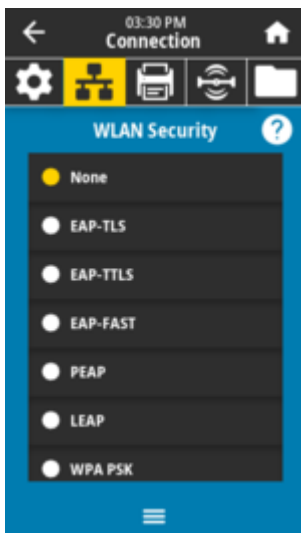 03:30 PM
Connection
WLAN Security
?
None
EAP-TLS
EAP-TTLS
EAP-FAST
PEAP
LEAP
WPA PSK